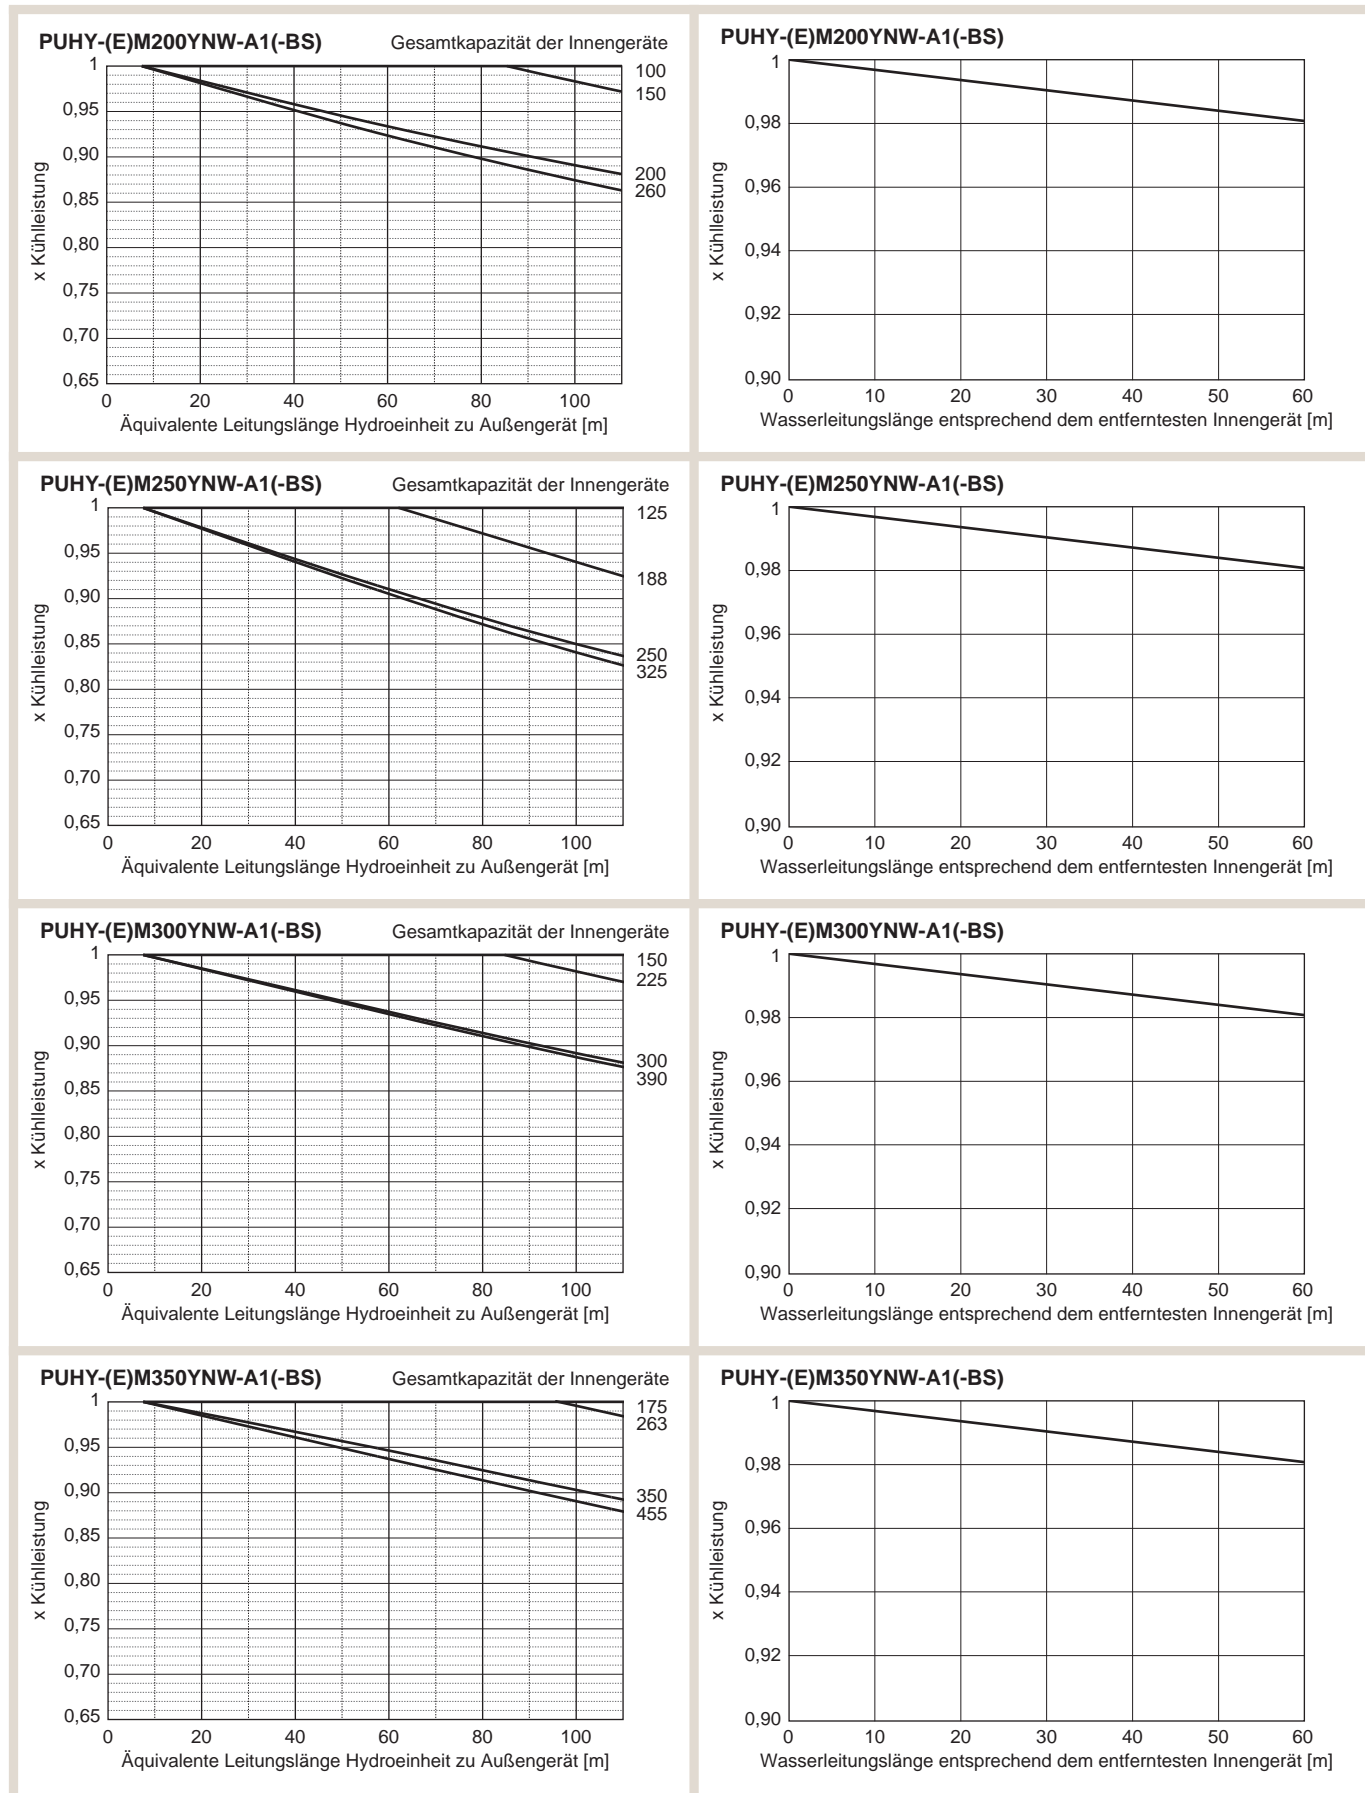 PUHY-(E)M200YNW-A1(-BS)
Gesamtkapazität der Innengeräte
x Kühlleistung
1
0,95
0,90
0,85
0,80
0,75
0,70
0,65
100
150
200
260
0 20 40 60 80 100
Äquivalente Leitungslänge Hydroeinheit zu Außengerät [m]
PUHY-(E)M200YNW-A1(-BS)
x Kühlleistung
1
0,98
0,96
0,94
0,92
0,90
0 10 20 30 40 50 60
Wasserleitungslänge entsprechend dem entferntesten Innengerät [m]
PUHY-(E)M250YNW-A1(-BS)
Gesamtkapazität der Innengeräte
x Kühlleistung
1
0,95
0,90
0,85
0,80
0,75
0,70
0,65
125
188
250
325
0 20 40 60 80 100
Äquivalente Leitungslänge Hydroeinheit zu Außengerät [m]
PUHY-(E)M250YNW-A1(-BS)
x Kühlleistung
1
0,98
0,96
0,94
0,92
0,90
0 10 20 30 40 50 60
Wasserleitungslänge entsprechend dem entferntesten Innengerät [m]
PUHY-(E)M300YNW-A1(-BS)
Gesamtkapazität der Innengeräte
x Kühlleistung
1
0,95
0,90
0,85
0,80
0,75
0,70
0,65
150
225
300
390
0 20 40 60 80 100
Äquivalente Leitungslänge Hydroeinheit zu Außengerät [m]
PUHY-(E)M300YNW-A1(-BS)
x Kühlleistung
1
0,98
0,96
0,94
0,92
0,90
0 10 20 30 40 50 60
Wasserleitungslänge entsprechend dem entferntesten Innengerät [m]
PUHY-(E)M350YNW-A1(-BS)
Gesamtkapazität der Innengeräte
x Kühlleistung
1
0,95
0,90
0,85
0,80
0,75
0,70
0,65
175
263
350
455
0 20 40 60 80 100
Äquivalente Leitungslänge Hydroeinheit zu Außengerät [m]
PUHY-(E)M350YNW-A1(-BS)
x Kühlleistung
1
0,98
0,96
0,94
0,92
0,90
0 10 20 30 40 50 60
Wasserleitungslänge entsprechend dem entferntesten Innengerät [m]